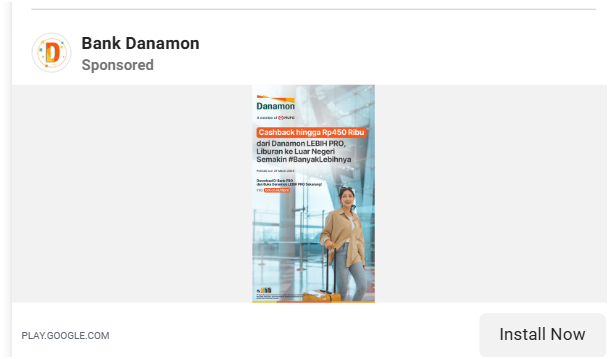 Bank Danamon
Sponsored
Danamon
A member of MUFG
Cashback hingga Rp450 Ribu
dari Danamon LEBIH PRO,
Liburan ke Luar Negeri
Semakin #BanyakLebihnya
PLAY.GOOGLE.COM
Install Now